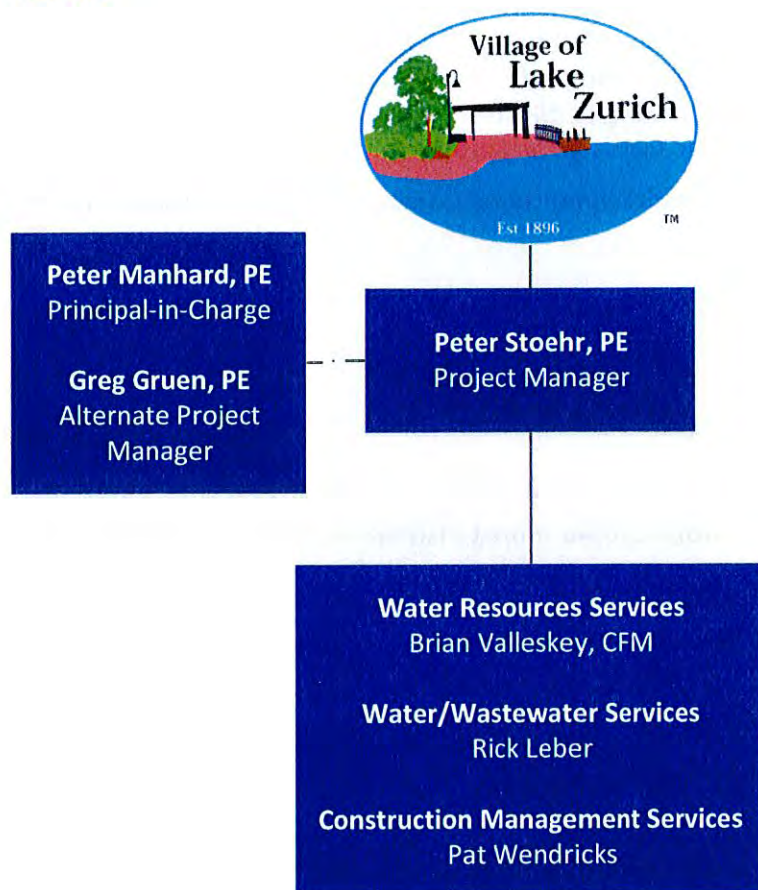 Village of
Lake
Zurich
Est 1896
TM
Peter Manhard, PE
Principal-in-Charge
Greg Gruen, PE
Alternate Project
Manager
Peter Stoehr, PE
Project Manager
Water Resources Services
Brian Valleskey, CFM
Water/Wastewater Services
Rick Leber
Construction Management Services
Pat Wendricks